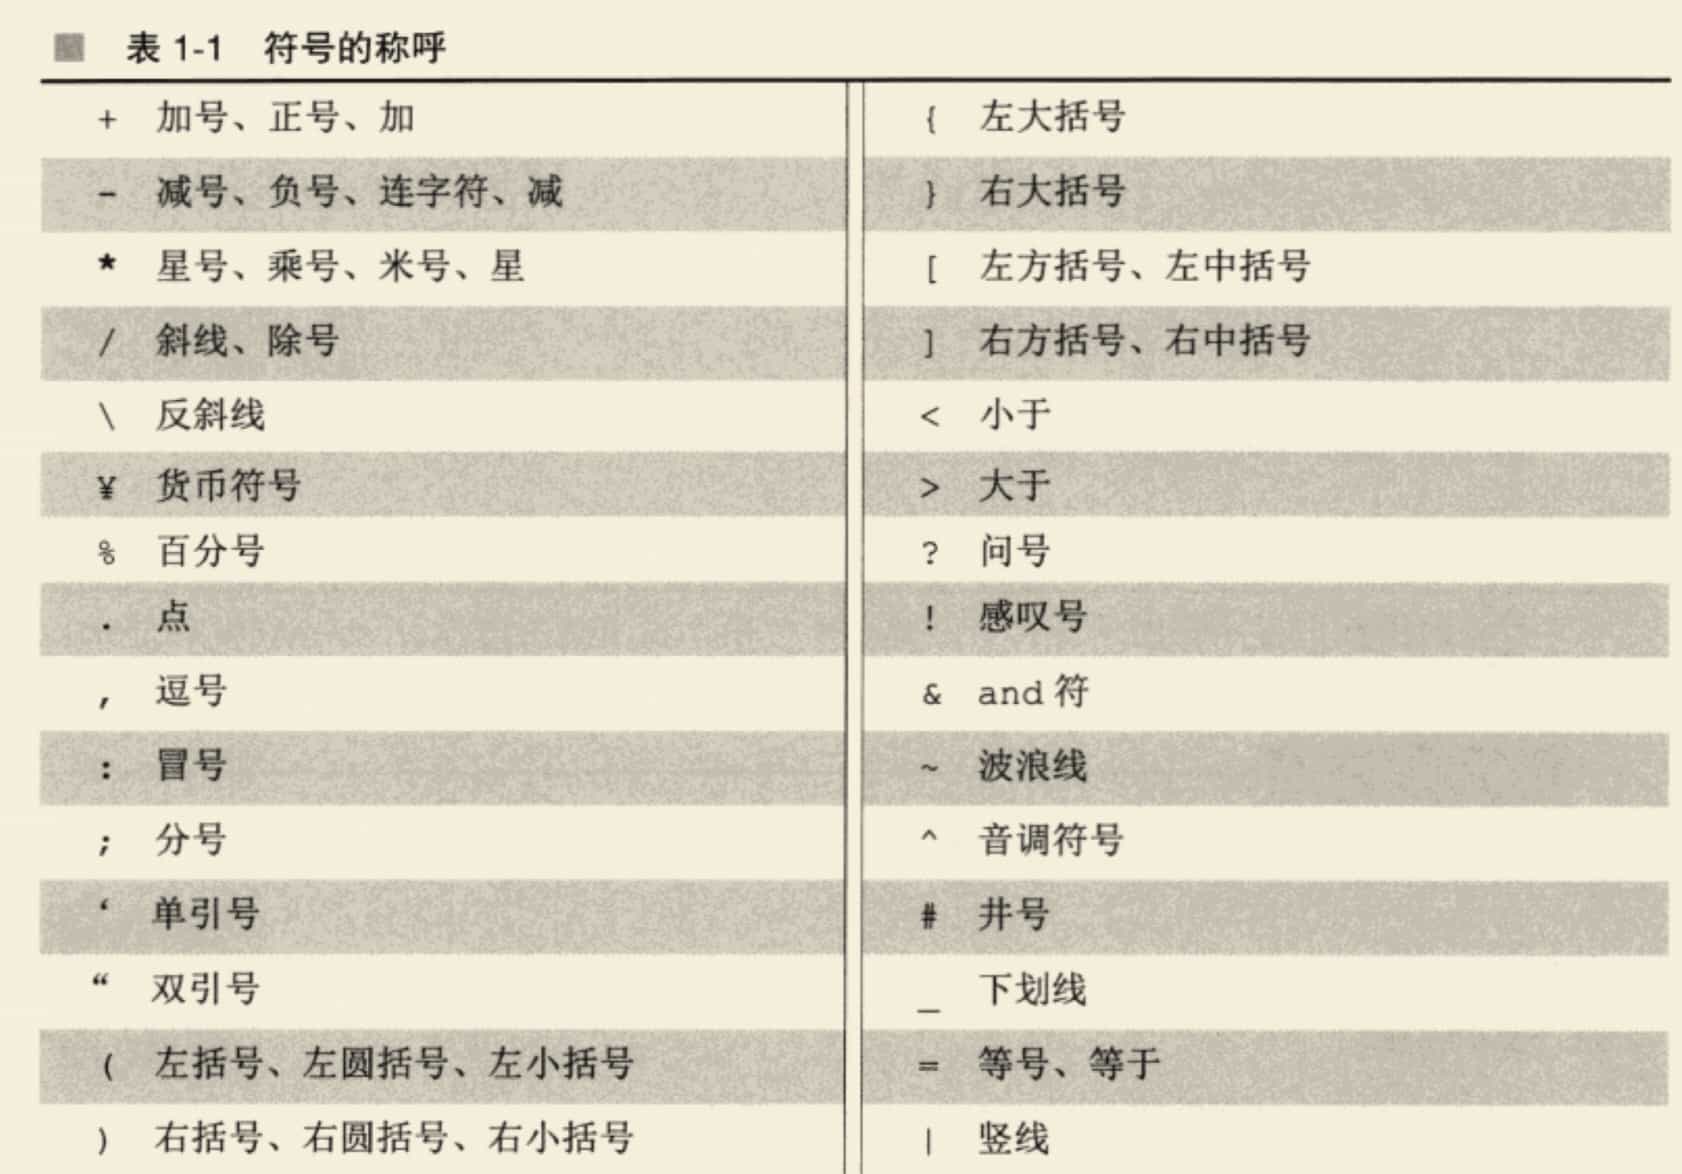 表 1-1 符号的称呼
+ 加号、正号、加
- 减号、负号、连字符、减
* 星号、乘号、米号、星
/ 斜线、除号
\ 反斜线
¥ 货币符号
% 百分号
. 点
, 逗号
: 冒号
; 分号
‘ 单引号
“ 双引号
( 左括号、左圆括号、左小括号
) 右括号、右圆括号、右小括号
{ 左大括号
} 右大括号
[ 左方括号、左中括号
] 右方括号、右中括号
< 小于
> 大于
? 问号
! 感叹号
& and 符
~ 波浪线
^ 音调符号
# 井号
_ 下划线
= 等号、等于
| 竖线